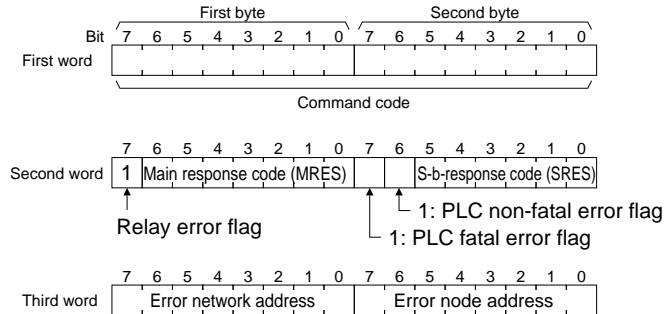 First byte Second byte
Bit 7 6 5 4 3 2 1 0 7 6 5 4 3 2 1 0
First word
Command code
7 6 5 4 3 2 1 0 7 6 5 4 3 2 1 0
Second word 1 Main response code (MRES) S-b-response code (SRES)
1: PLC non-fatal error flag
Relay error flag
1: PLC fatal error flag
7 6 5 4 3 2 1 0 7 6 5 4 3 2 1 0
Third word Error network address Error node address